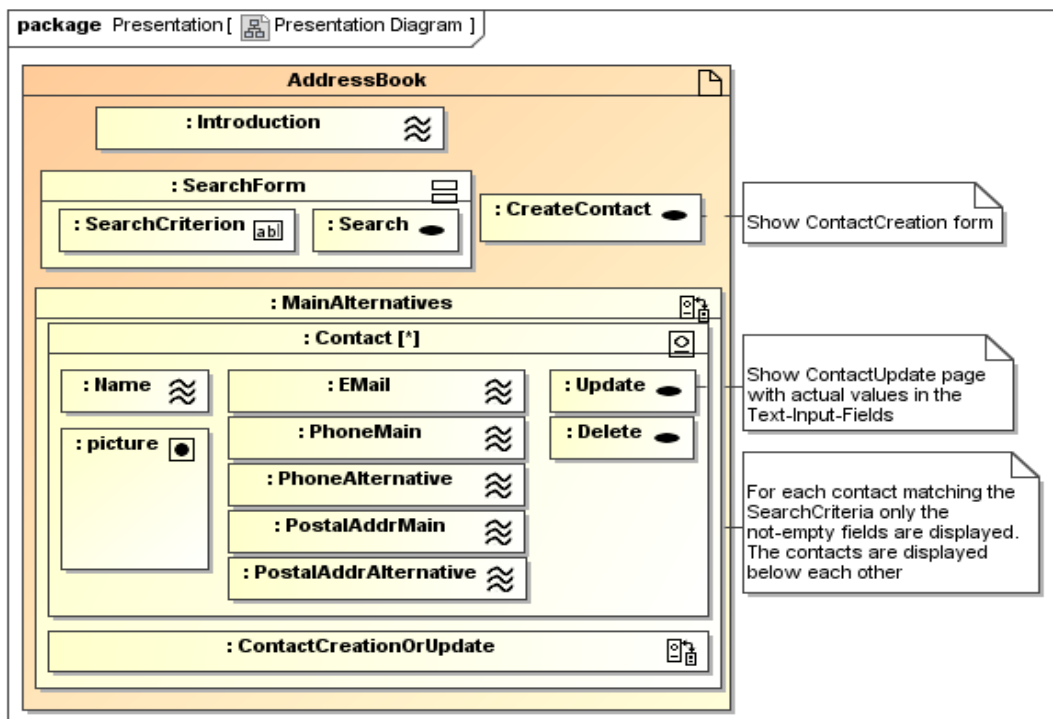 package Presentation [ Presentation Diagram ]
AddressBook
: Introduction
: SearchForm
: SearchCriterion ab|
: Search
: CreateContact
Show ContactCreation form
: MainAlternatives
: Contact [*]
: Name
: EMail
: Update
Show ContactUpdate page
with actual values in the
Text-Input-Fields
: picture
: PhoneMain
: Delete
: PhoneAlternative
: PostalAddrMain
: PostalAddrAlternative
For each contact matching the
SearchCriteria only the
not-empty fields are displayed.
The contacts are displayed
below each other
: ContactCreationOrUpdate